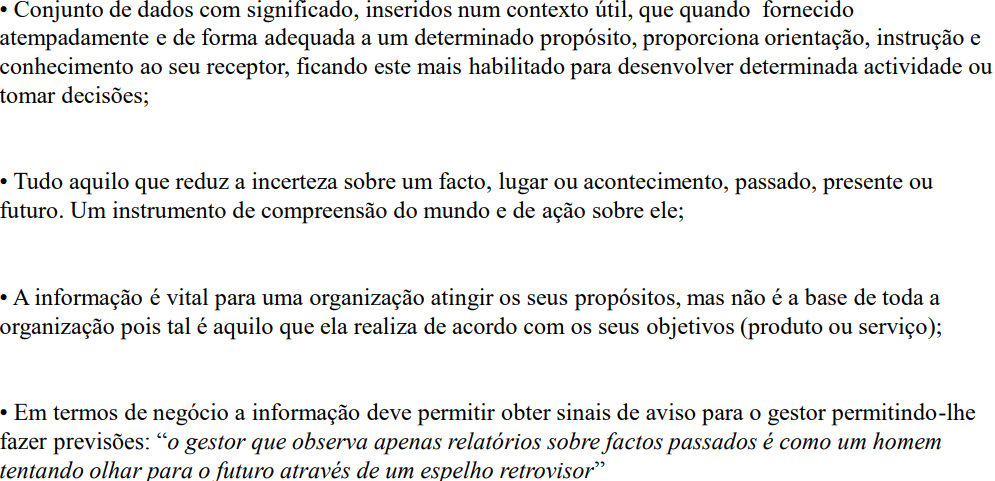 • Conjunto de dados com significado, inseridos num contexto útil, que quando  fornecido
atempadamente e de forma adequada a um determinado propósito, proporciona orientação, instrução e
conhecimento ao seu receptor, ficando este mais habilitado para desenvolver determinada actividade ou
tomar decisões;
• Tudo aquilo que reduz a incerteza sobre um facto, lugar ou acontecimento, passado, presente ou
futuro. Um instrumento de compreensão do mundo e de ação sobre ele;
• A informação é vital para uma organização atingir os seus propósitos, mas não é a base de toda a
organização pois tal é aquilo que ela realiza de acordo com os seus objetivos (produto ou serviço);
• Em termos de negócio a informação deve permitir obter sinais de aviso para o gestor permitindo-lhe
fazer previsões: “o gestor que observa apenas relatórios sobre factos passados é como um homem
tentando olhar para o futuro através de um espelho retrovisor”